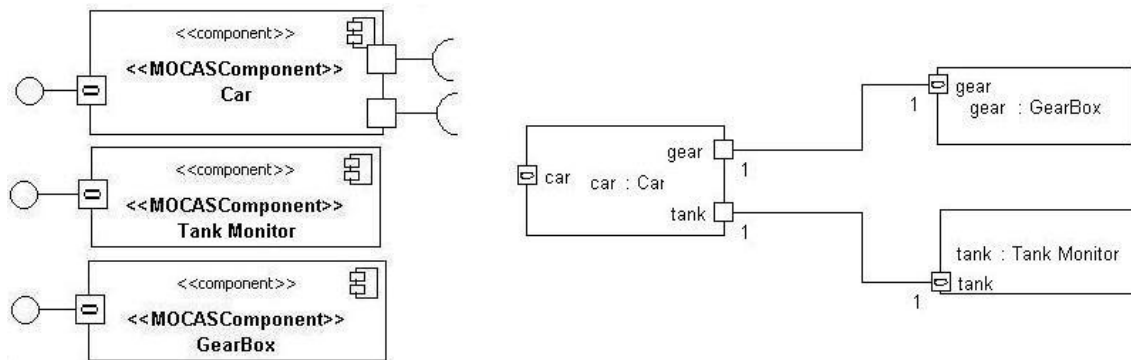 <<component>>
<<MOCASComponent>>
Car
<<component>>
<<MOCASComponent>>
Tank Monitor
<<component>>
<<MOCASComponent>>
GearBox
car
car : Car
gear
1
tank
1
gear
gear : GearBox
1
tank : Tank Monitor
tank
1